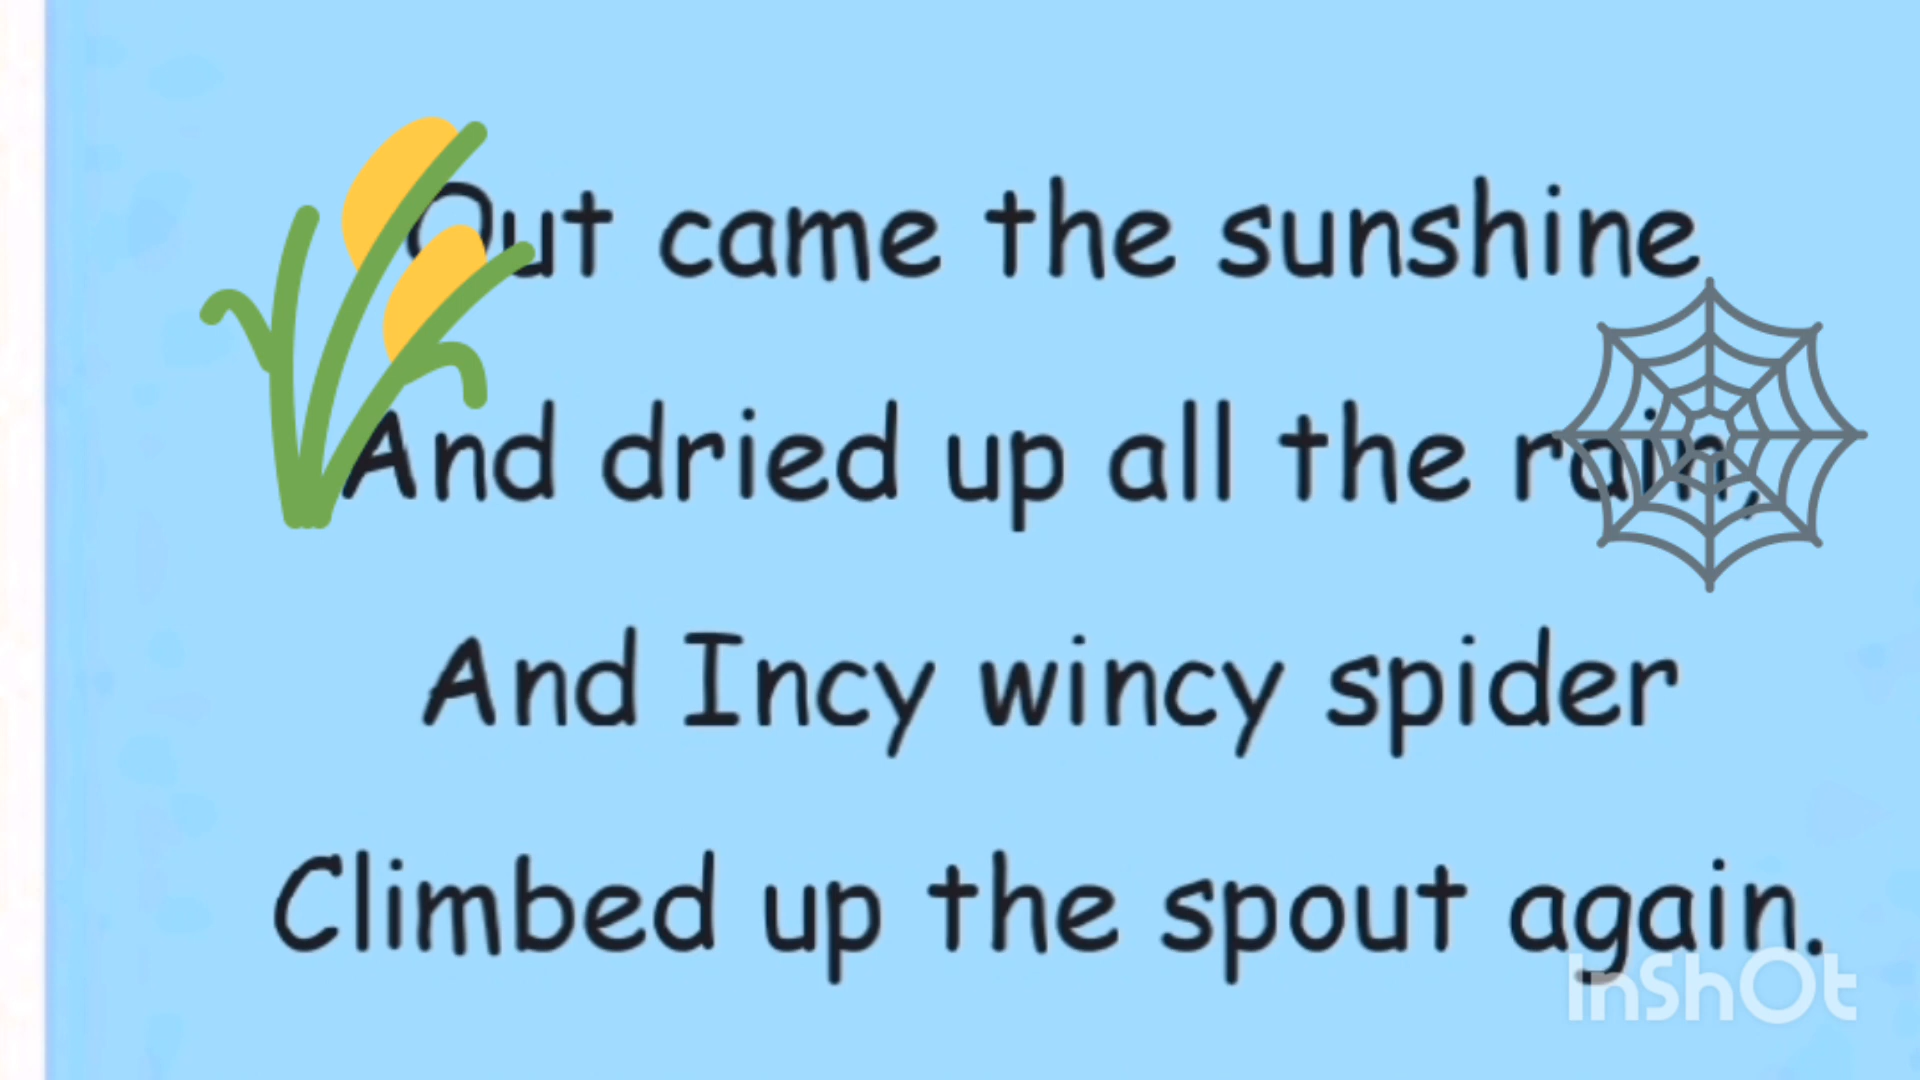 Out came the sunshine
And dried up all the rain,
And Incy wincy spider
Climbed up the spout again.
InShOt